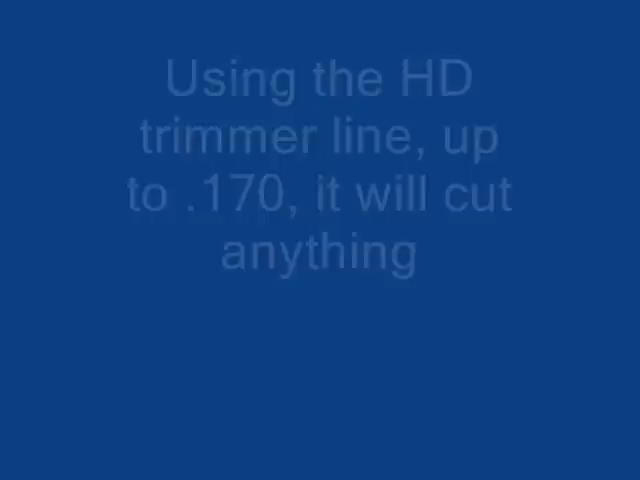 Using the HD
trimmer line, up
to .170, it will cut
anything